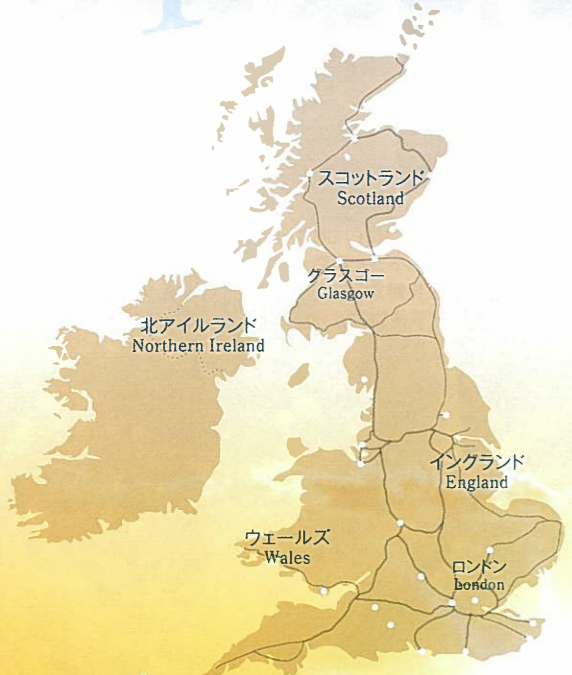 スコットランド
Scotland
グラスゴー
Glasgow
北アイルランド
Northern Ireland
イングランド
England
ウェールズ
Wales
ロンドン
London